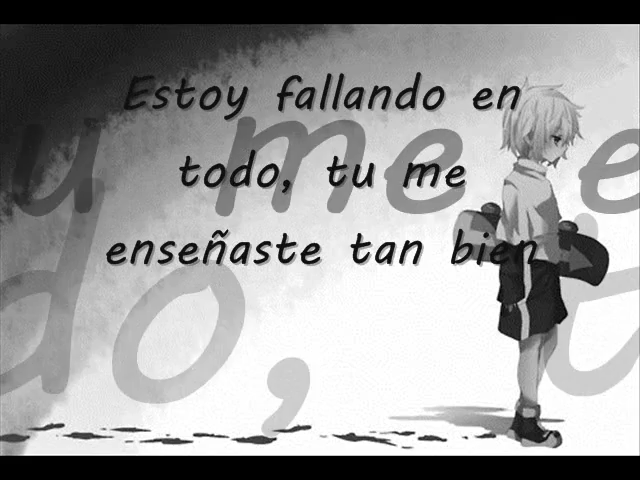 Estoy fallando en
todo, tu me
enseñaste tan bien